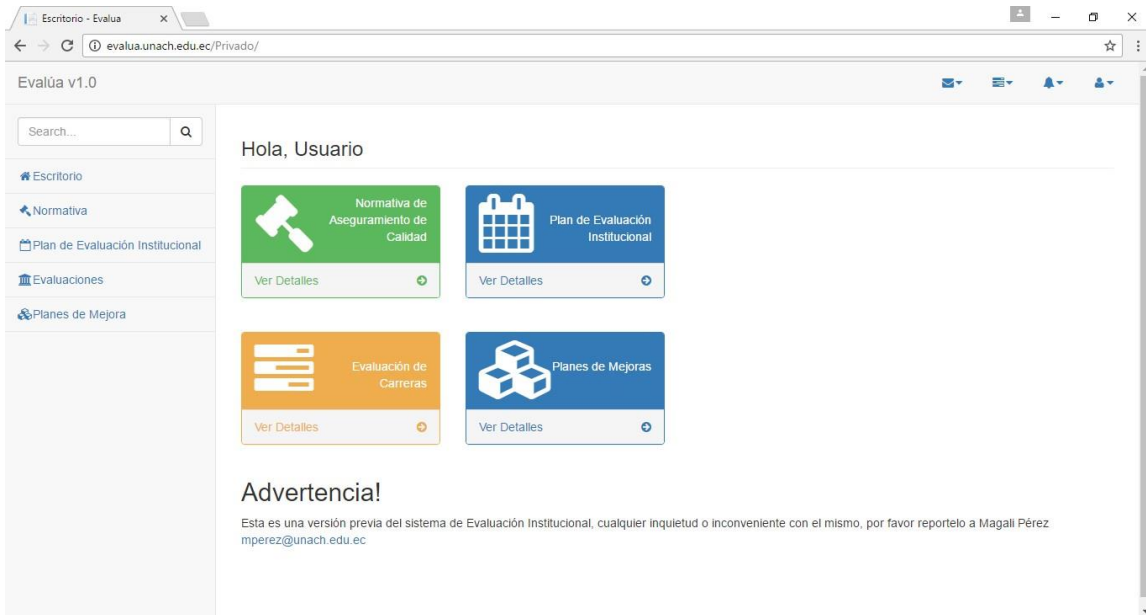 Escritorio - Evalua
evalua.unach.edu.ec/Privado/
Evalúa v1.0
Search...
Escritorio
Normativa
Plan de Evaluación Institucional
Evaluaciones
Planes de Mejora
Hola, Usuario
Normativa de
Aseguramiento de
Calidad
Ver Detalles
Plan de Evaluación
Institucional
Ver Detalles
Evaluación de
Carreras
Ver Detalles
Planes de Mejoras
Ver Detalles
Advertencia!
Esta es una versión previa del sistema de Evaluación Institucional, cualquier inquietud o inconveniente con el mismo, por favor reportelo a Magali Pérez
mperez@unach.edu.ec